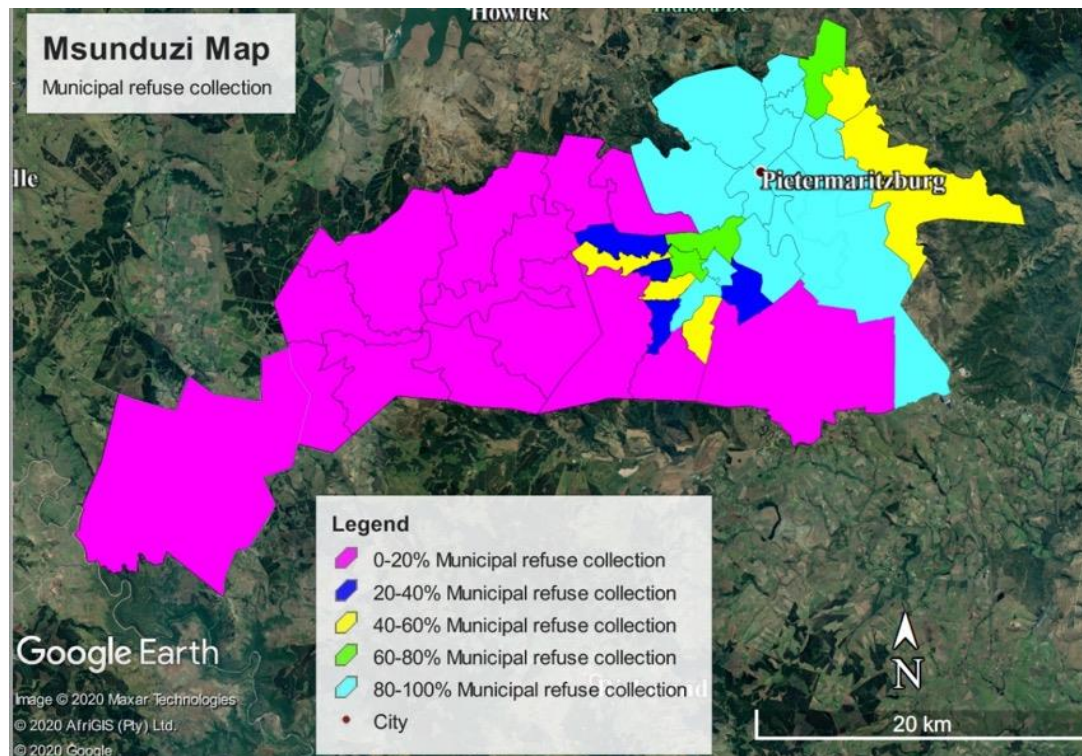 Howick
Msunduzi Map
Municipal refuse collection
lle
Pietermaritzburg
Legend
0-20% Municipal refuse collection
20-40% Municipal refuse collection
40-60% Municipal refuse collection
60-80% Municipal refuse collection
80-100% Municipal refuse collection
City
Google Earth
Image © 2020 Maxar Technologies
© 2020 AfriGIS (Pty) Ltd.
© 2020 Google
N
20 km